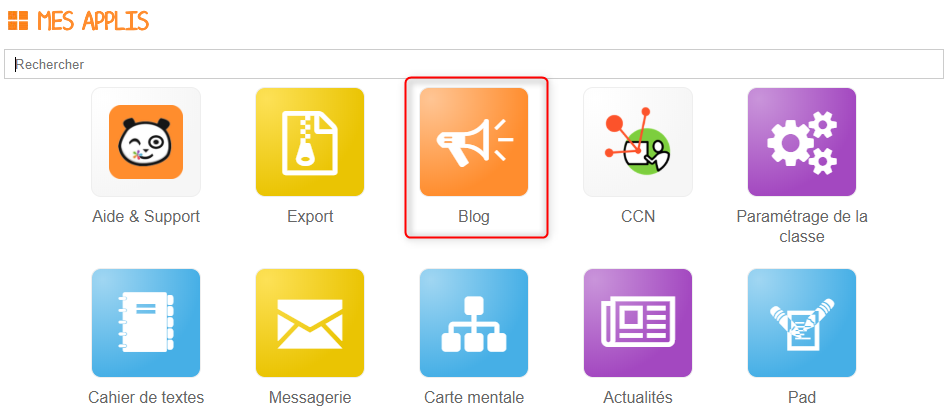 MES APPLIS
Rechercher
Aide & Support
Export
Blog
CCN
Paramétrage de la
classe
Cahier de textes
Messagerie
Carte mentale
Actualités
Pad